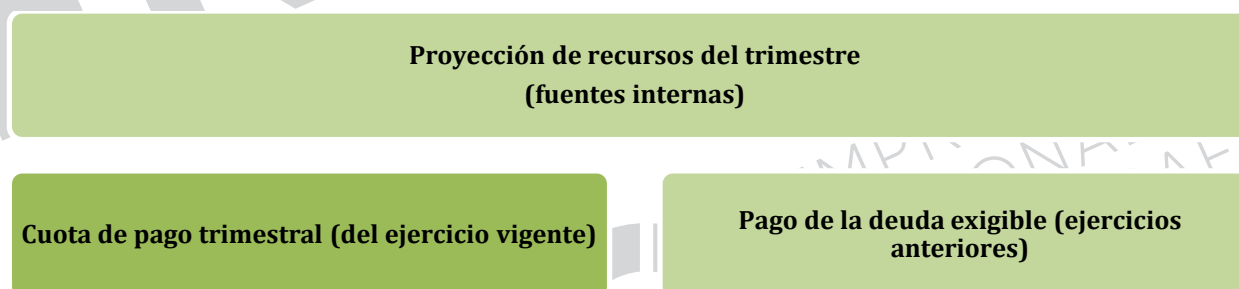 Proyección de recursos del trimestre
(fuentes internas)
Cuota de pago trimestral (del ejercicio vigente)
Pago de la deuda exigible (ejercicios
anteriores)